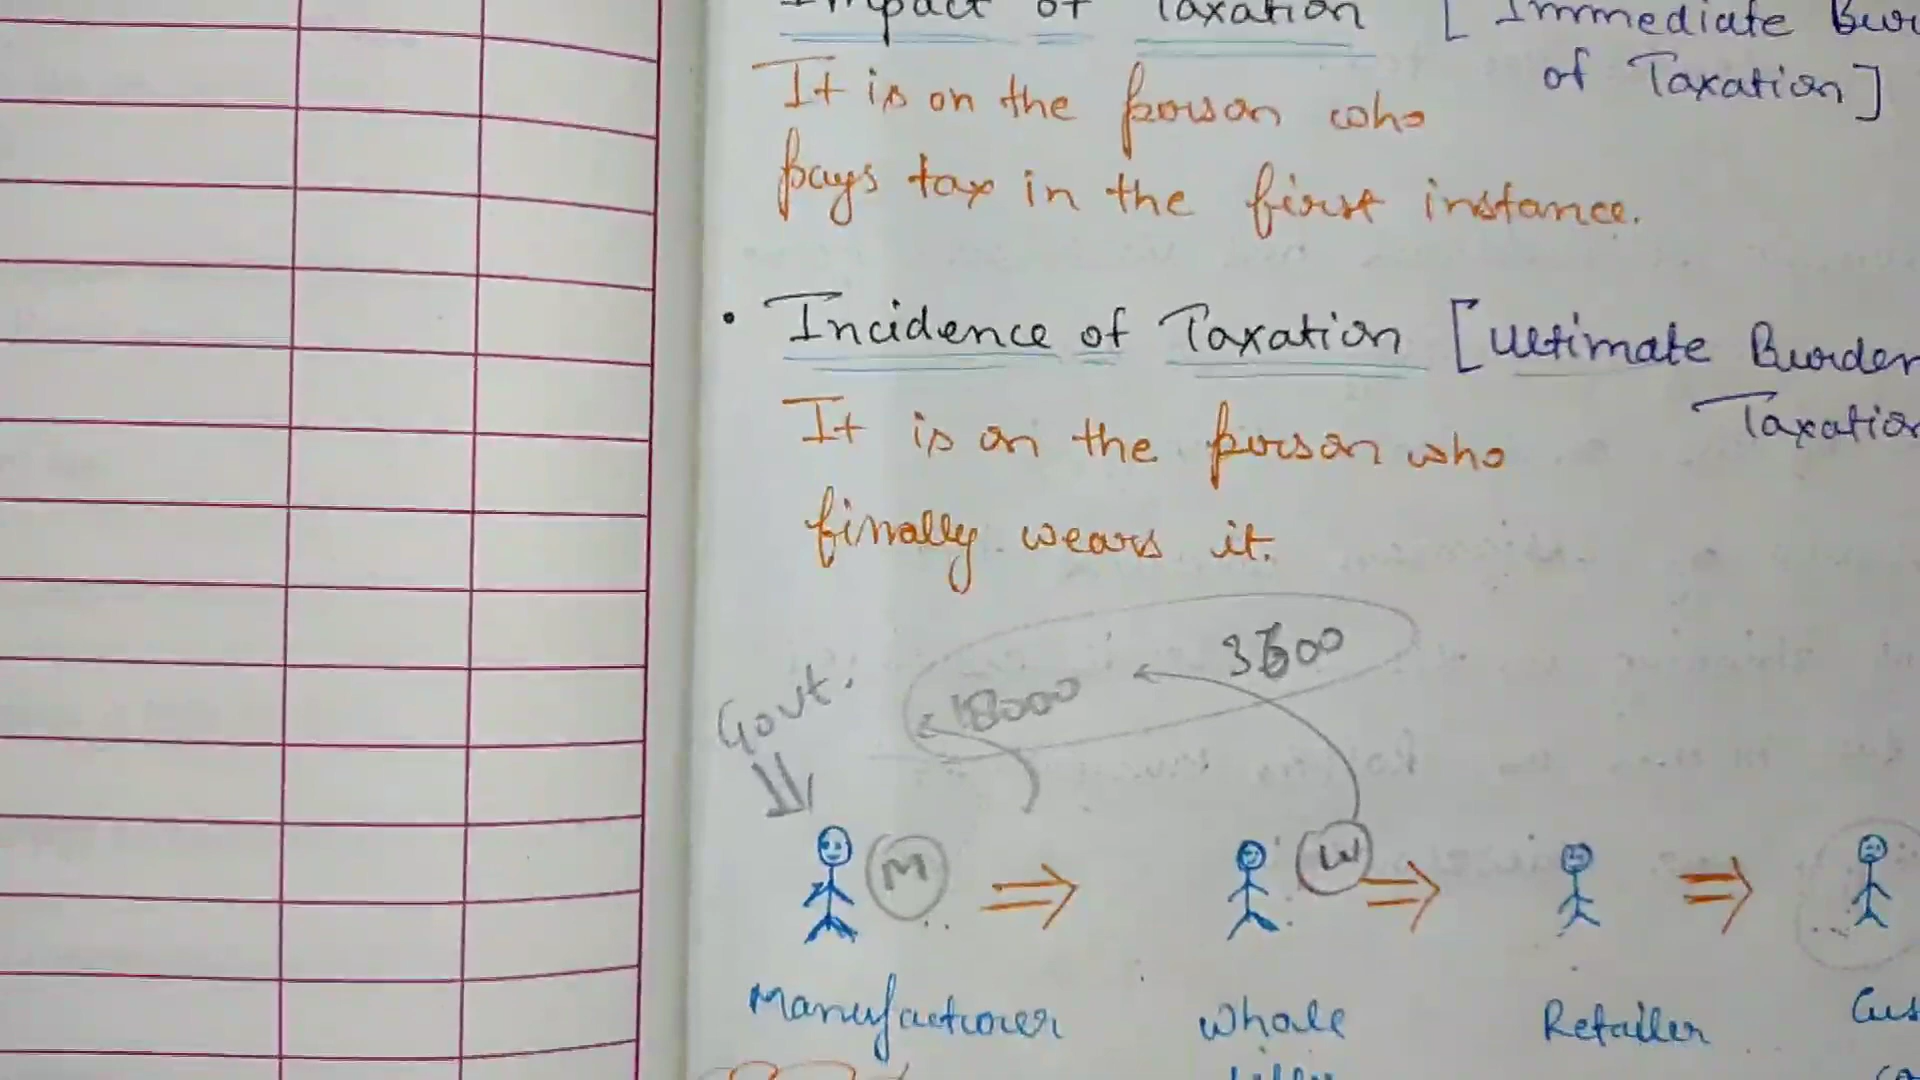 Impact of Taxation [Immediate
of Taxation]
It is on the person who
pays tax in the first instance.
• Incidence of Taxation [Ultimate Burden
Taxation
It is on the person who
finally wears it.
Govt.
18000
3600
M
W
Manufacturer
Whole
Retailer
Cus